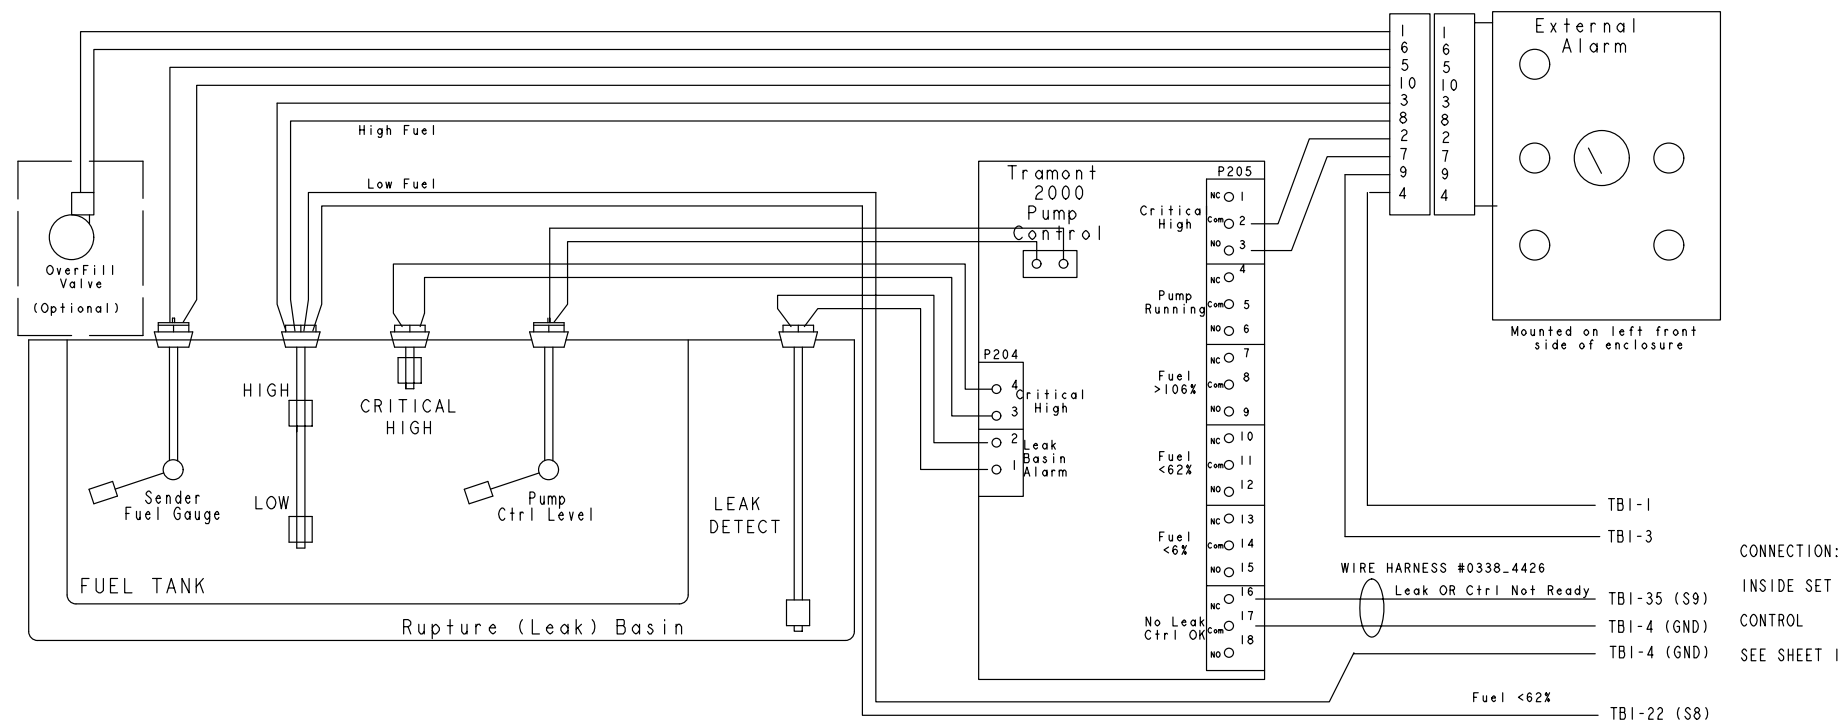 External
Alarm
1
6
5
10
3
8
2
7
9
4
1
6
5
10
3
8
2
7
9
4
Mounted on left front
side of enclosure
High Fuel
Low Fuel
OverFill
Valve
(Optional)
Tramont
2000
Pump
Control
P205
Critical
High
NC 1
Com 2
NO 3
Pump
Running
NC 4
Com 5
NO 6
Fuel
>106%
NC 7
Com 8
NO 9
Fuel
<62%
NC 10
Com 11
NO 12
Fuel
<6%
NC 13
Com 14
NO 15
No Leak
Ctrl OK
NC 16
Com 17
NO 18
P204
4
3
Critical
High
2
1
Leak
Basin
Alarm
HIGH
LOW
CRITICAL
HIGH
Sender
Fuel Gauge
Pump
Ctrl Level
LEAK
DETECT
FUEL TANK
Rupture (Leak) Basin
TB1-1
TB1-3
WIRE HARNESS #0338_4426
Leak OR Ctrl Not Ready
TB1-35 (S9)
TB1-4 (GND)
TB1-4 (GND)
Fuel <62%
TB1-22 (S8)
CONNECTION:
INSIDE SET
CONTROL
SEE SHEET 1